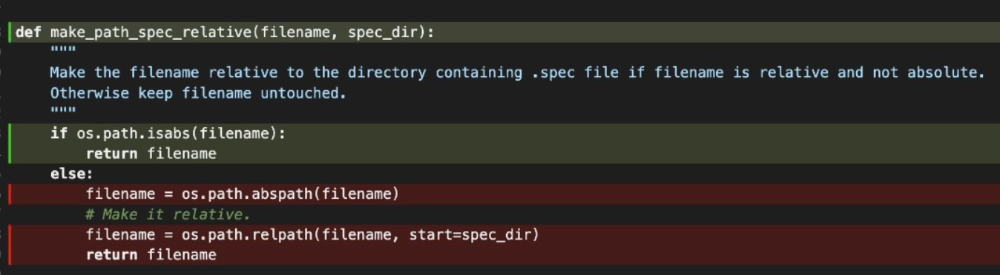 def make_path_spec_relative(filename, spec_dir):
"""
Make the filename relative to the directory containing .spec file if filename is relative and not absolute.
Otherwise keep filename untouched.
"""
if os.path.isabs(filename):
return filename
else:
filename = os.path.abspath(filename)
# Make it relative.
filename = os.path.relpath(filename, start=spec_dir)
return filename